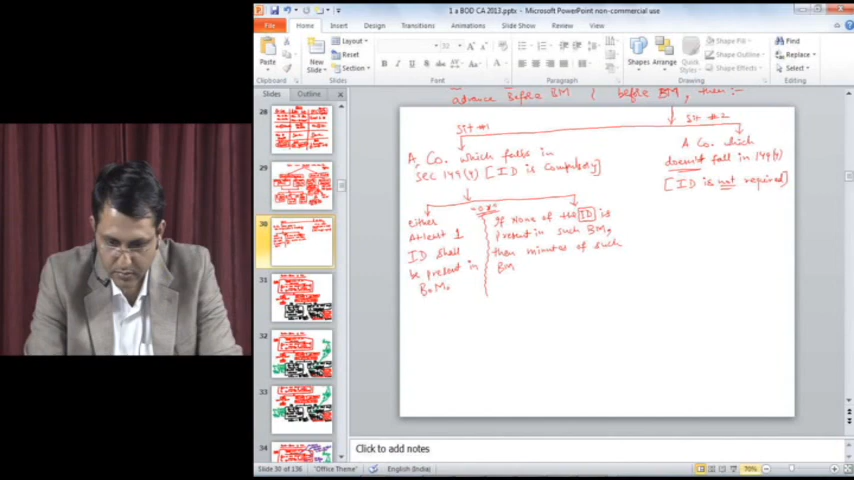 1 a BOD CA 2013.pptx - Microsoft PowerPoint non-commercial use
File Home Insert Design Transitions Animations Slide Show Review View
Paste
New Slide
Layout
Reset
Section
Shapes
Arrange
Quick Styles
Shape Fill
Shape Outline
Shape Effects
Find
Replace
Select
Clipboard Slides Font Paragraph Drawing Editing
Slides Outline
28
29
30
31
32
33
34
advance Before BM before BM, then :-
Sit #1
Sit #2
A. Co. which falls in
Sec 149(4) [ID is Compulsory]
A Co. which
doesn't fall in 149(4)
[ID is not required]
either
Atleast 1
ID shall
be present in
B.M.
"OR"
If None of the ID is
Present in such BM,
then minutes of such
BM
Click to add notes
Slide 30 of 136 "Office Theme" English (India) 70%